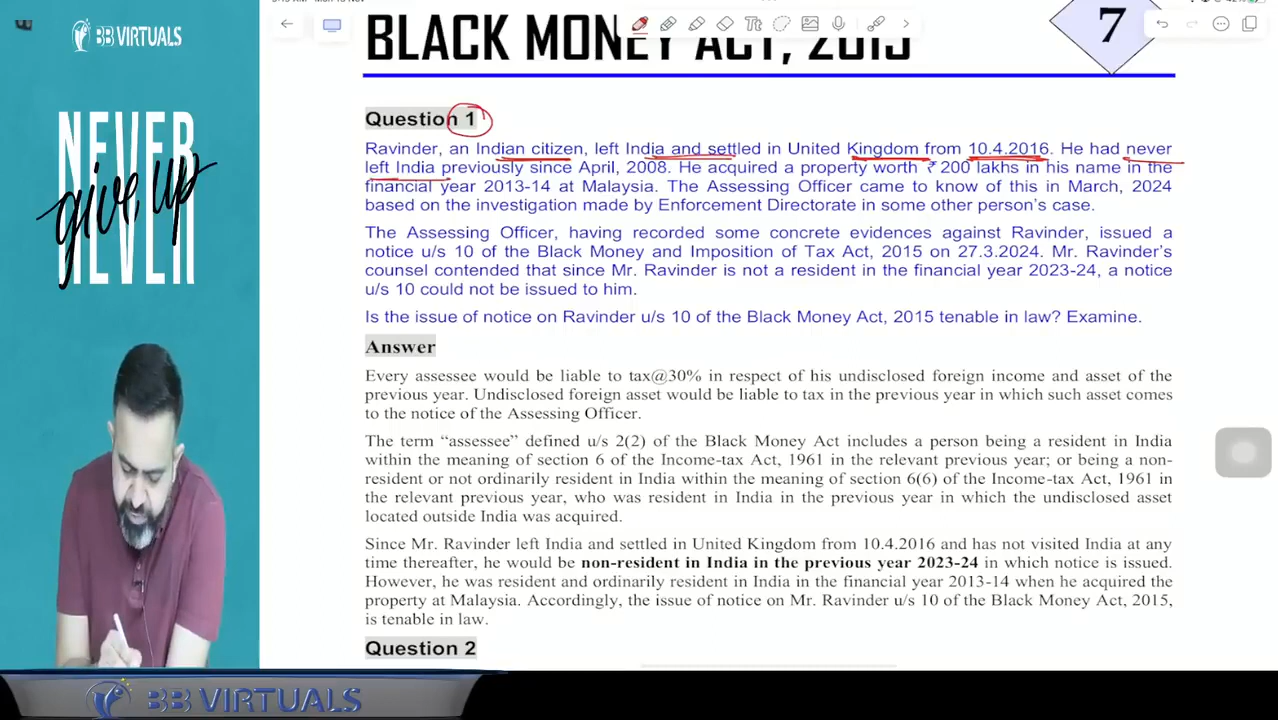 BB VIRTUALS
NEVER
give up
NEVER
BLACK MONEY ACT, 2015
7
Question 1
Ravinder, an Indian citizen, left India and settled in United Kingdom from 10.4.2016. He had never
left India previously since April, 2008. He acquired a property worth ₹ 200 lakhs in his name in the
financial year 2013-14 at Malaysia. The Assessing Officer came to know of this in March, 2024
based on the investigation made by Enforcement Directorate in some other person's case.
The Assessing Officer, having recorded some concrete evidences against Ravinder, issued a
notice u/s 10 of the Black Money and Imposition of Tax Act, 2015 on 27.3.2024. Mr. Ravinder's
counsel contended that since Mr. Ravinder is not a resident in the financial year 2023-24, a notice
u/s 10 could not be issued to him.
Is the issue of notice on Ravinder u/s 10 of the Black Money Act, 2015 tenable in law? Examine.
Answer
Every assessee would be liable to tax@30% in respect of his undisclosed foreign income and asset of the
previous year. Undisclosed foreign asset would be liable to tax in the previous year in which such asset comes
to the notice of the Assessing Officer.
The term “assessee” defined u/s 2(2) of the Black Money Act includes a person being a resident in India
within the meaning of section 6 of the Income-tax Act, 1961 in the relevant previous year; or being a non-
resident or not ordinarily resident in India within the meaning of section 6(6) of the Income-tax Act, 1961 in
the relevant previous year, who was resident in India in the previous year in which the undisclosed asset
located outside India was acquired.
Since Mr. Ravinder left India and settled in United Kingdom from 10.4.2016 and has not visited India at any
time thereafter, he would be non-resident in India in the previous year 2023-24 in which notice is issued.
However, he was resident and ordinarily resident in India in the financial year 2013-14 when he acquired the
property at Malaysia. Accordingly, the issue of notice on Mr. Ravinder u/s 10 of the Black Money Act, 2015,
is tenable in law.
Question 2
BB VIRTUALS